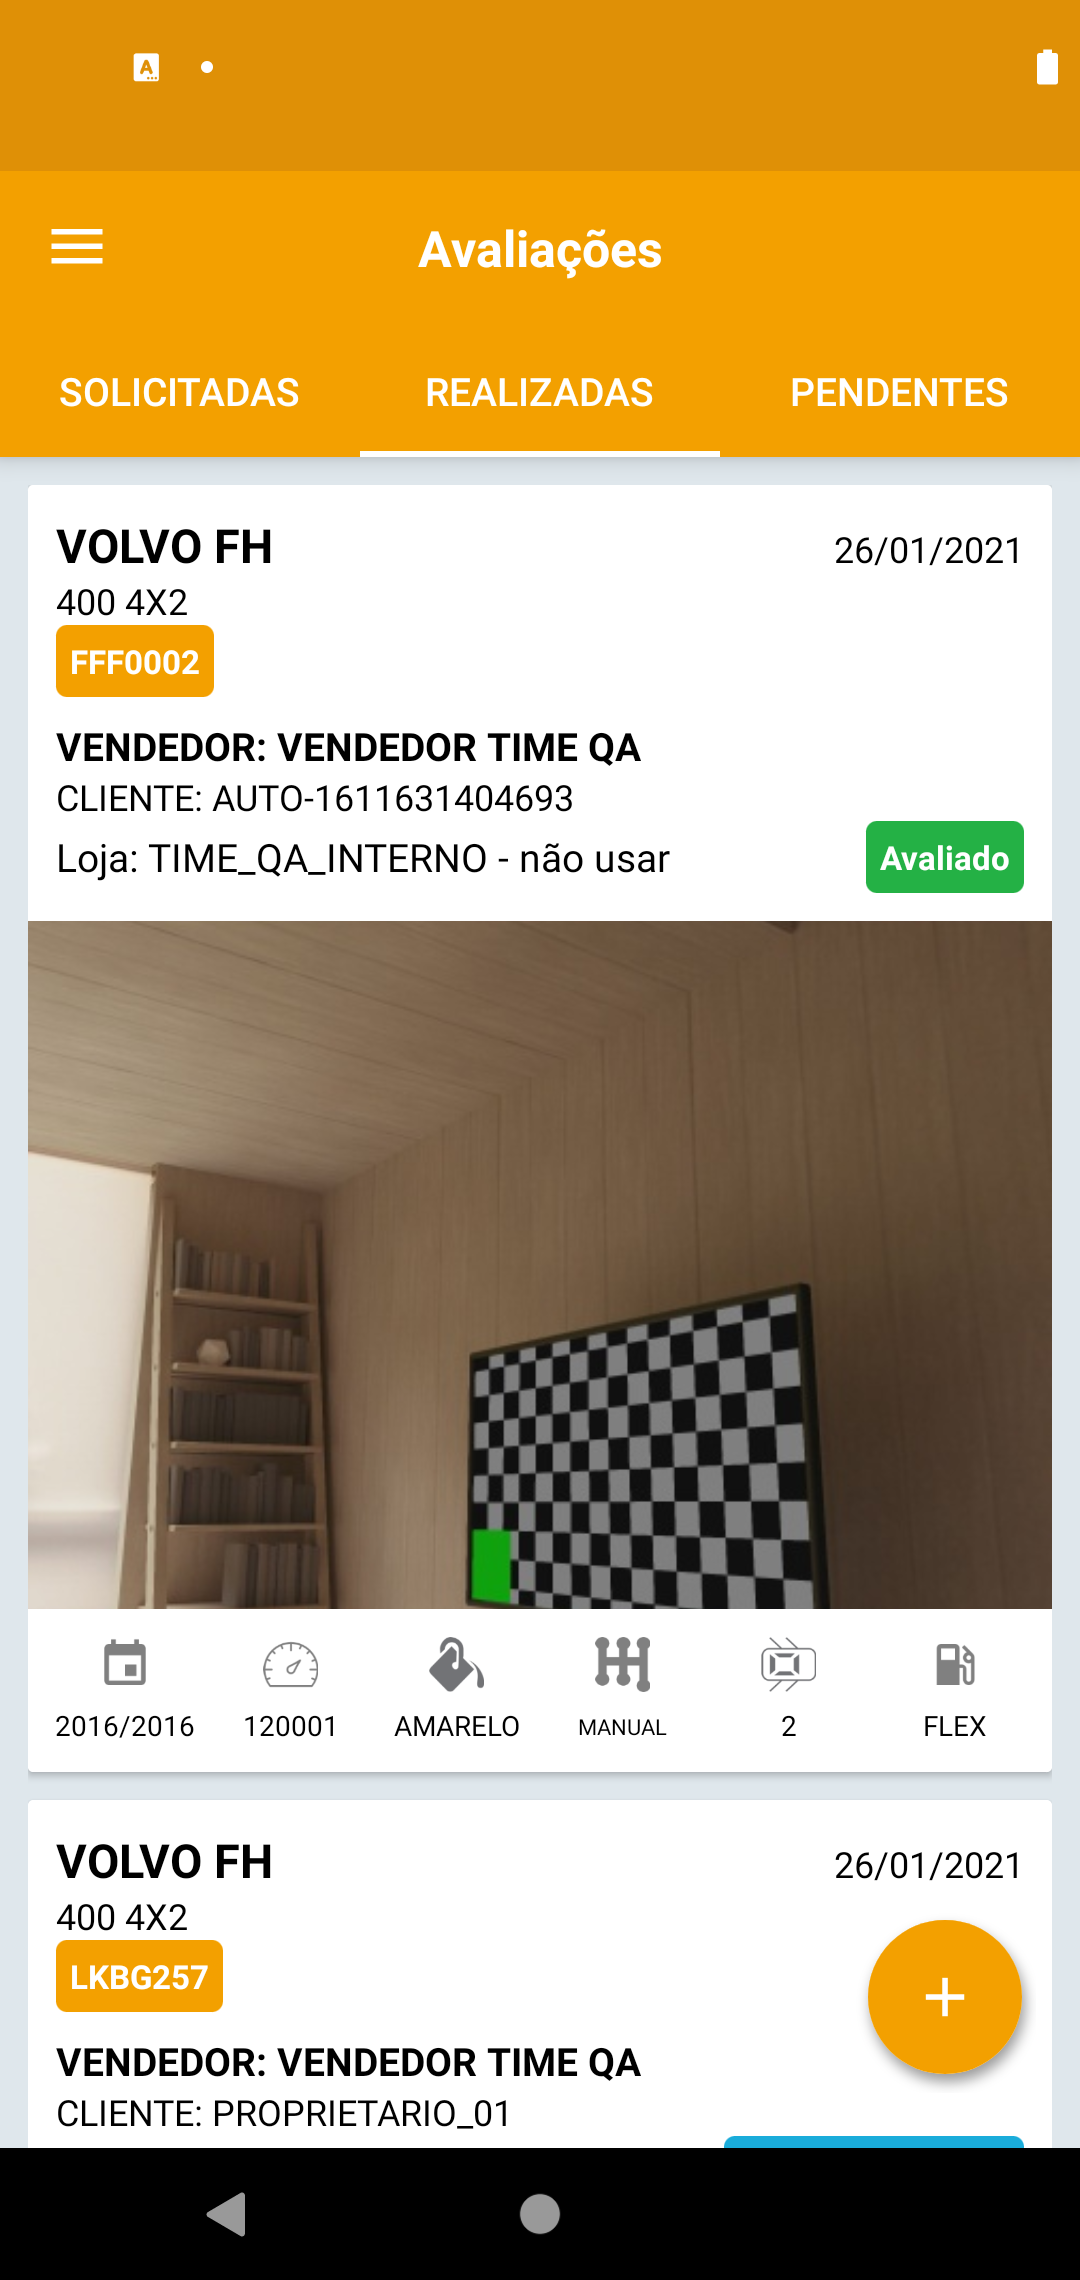 Avaliações
SOLICITADAS REALIZADAS PENDENTES
VOLVO FH 26/01/2021
400 4X2
FFF0002
VENDEDOR: VENDEDOR TIME QA
CLIENTE: AUTO-1611631404693
Loja: TIME_QA_INTERNO - não usar Avaliado
2016/2016 120001 AMARELO MANUAL 2 FLEX
VOLVO FH 26/01/2021
400 4X2
LKBG257
VENDEDOR: VENDEDOR TIME QA
CLIENTE: PROPRIETARIO_01